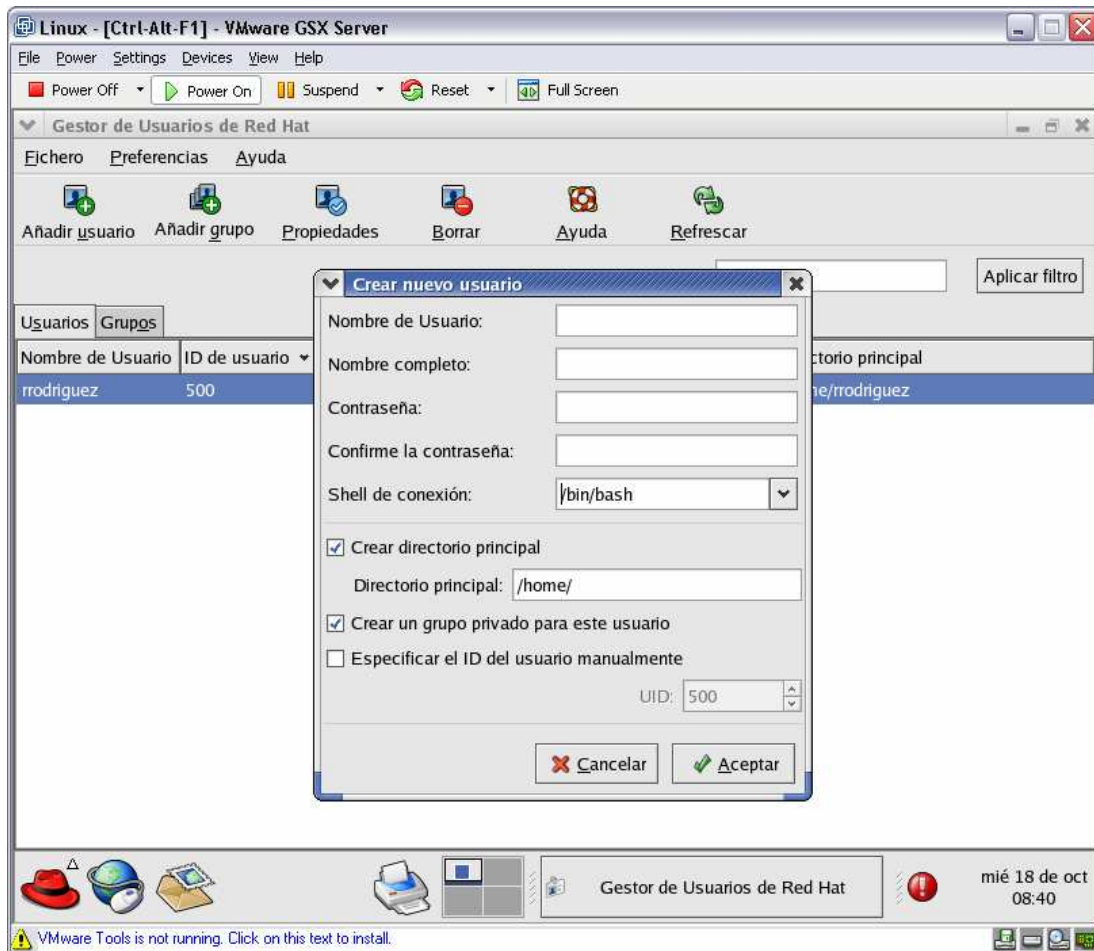 Linux - [Ctrl-Alt-F1] - VMware GSX Server
File Power Settings Devices View Help
Power Off Power On Suspend Reset Full Screen
Gestor de Usuarios de Red Hat
Fichero Preferencias Ayuda
Añadir usuario Añadir grupo Propiedades Borrar Ayuda Refrescar
Aplicar filtro
Crear nuevo usuario
Usuarios Grupos
Nombre de Usuario ID de usuario ctorio principal
rrodriguez 500 ne/rrodriguez
Nombre de Usuario:
Nombre completo:
Contraseña:
Confirme la contraseña:
Shell de conexión: /bin/bash
Crear directorio principal
Directorio principal: /home/
Crear un grupo privado para este usuario
Especificar el ID del usuario manualmente
UID: 500
Cancelar Aceptar
Gestor de Usuarios de Red Hat
mié 18 de oct
08:40
VMware Tools is not running. Click on this text to install.